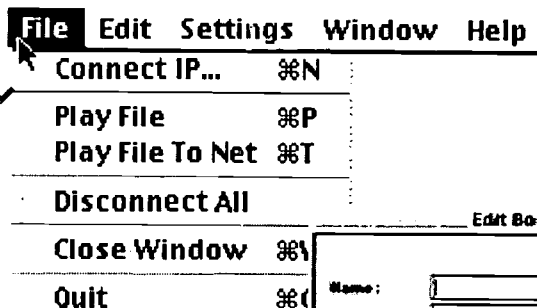 File Edit Settings Window Help
Connect IP... ⌘N
Play File ⌘P
Play File To Net ⌘T
Disconnect All
Edit Bo
Close Window ⌘
Name:
Quit ⌘